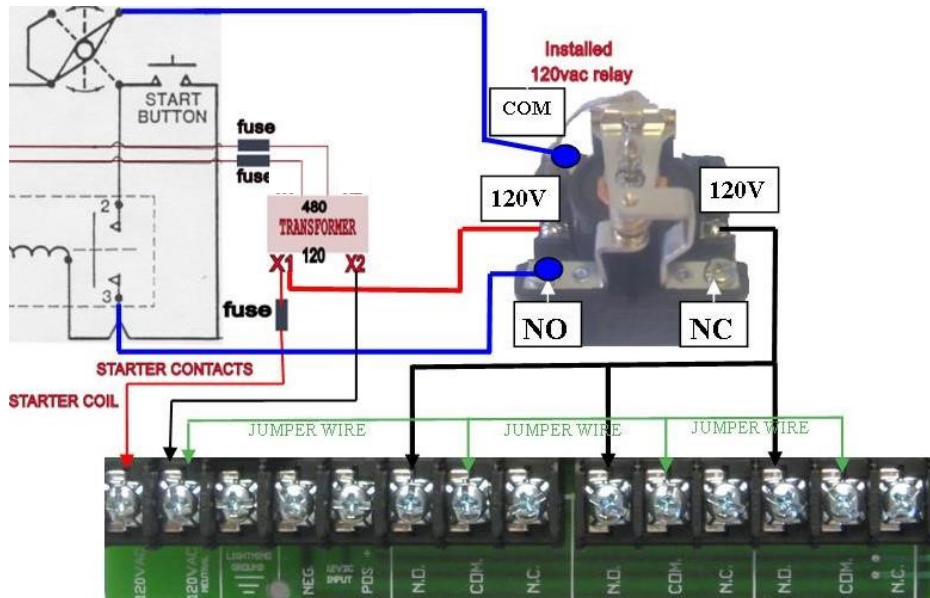 Installed
120vac relay
COM
START
BUTTON
fuse
fuse
120V
120V
2
480
TRANSFORMER
120
X1
X2
3
fuse
NO
NC
STARTER CONTACTS
STARTER COIL
JUMPER WIRE
JUMPER WIRE
JUMPER WIRE
120VAC
120VAC
NEUTRAL
LIGHTNING
GROUND
NEG.
12VDC
INPUT
POS. +
N.O.
COM.
N.C.
N.O.
COM.
N.C.
N.O.
COM.
N.C.